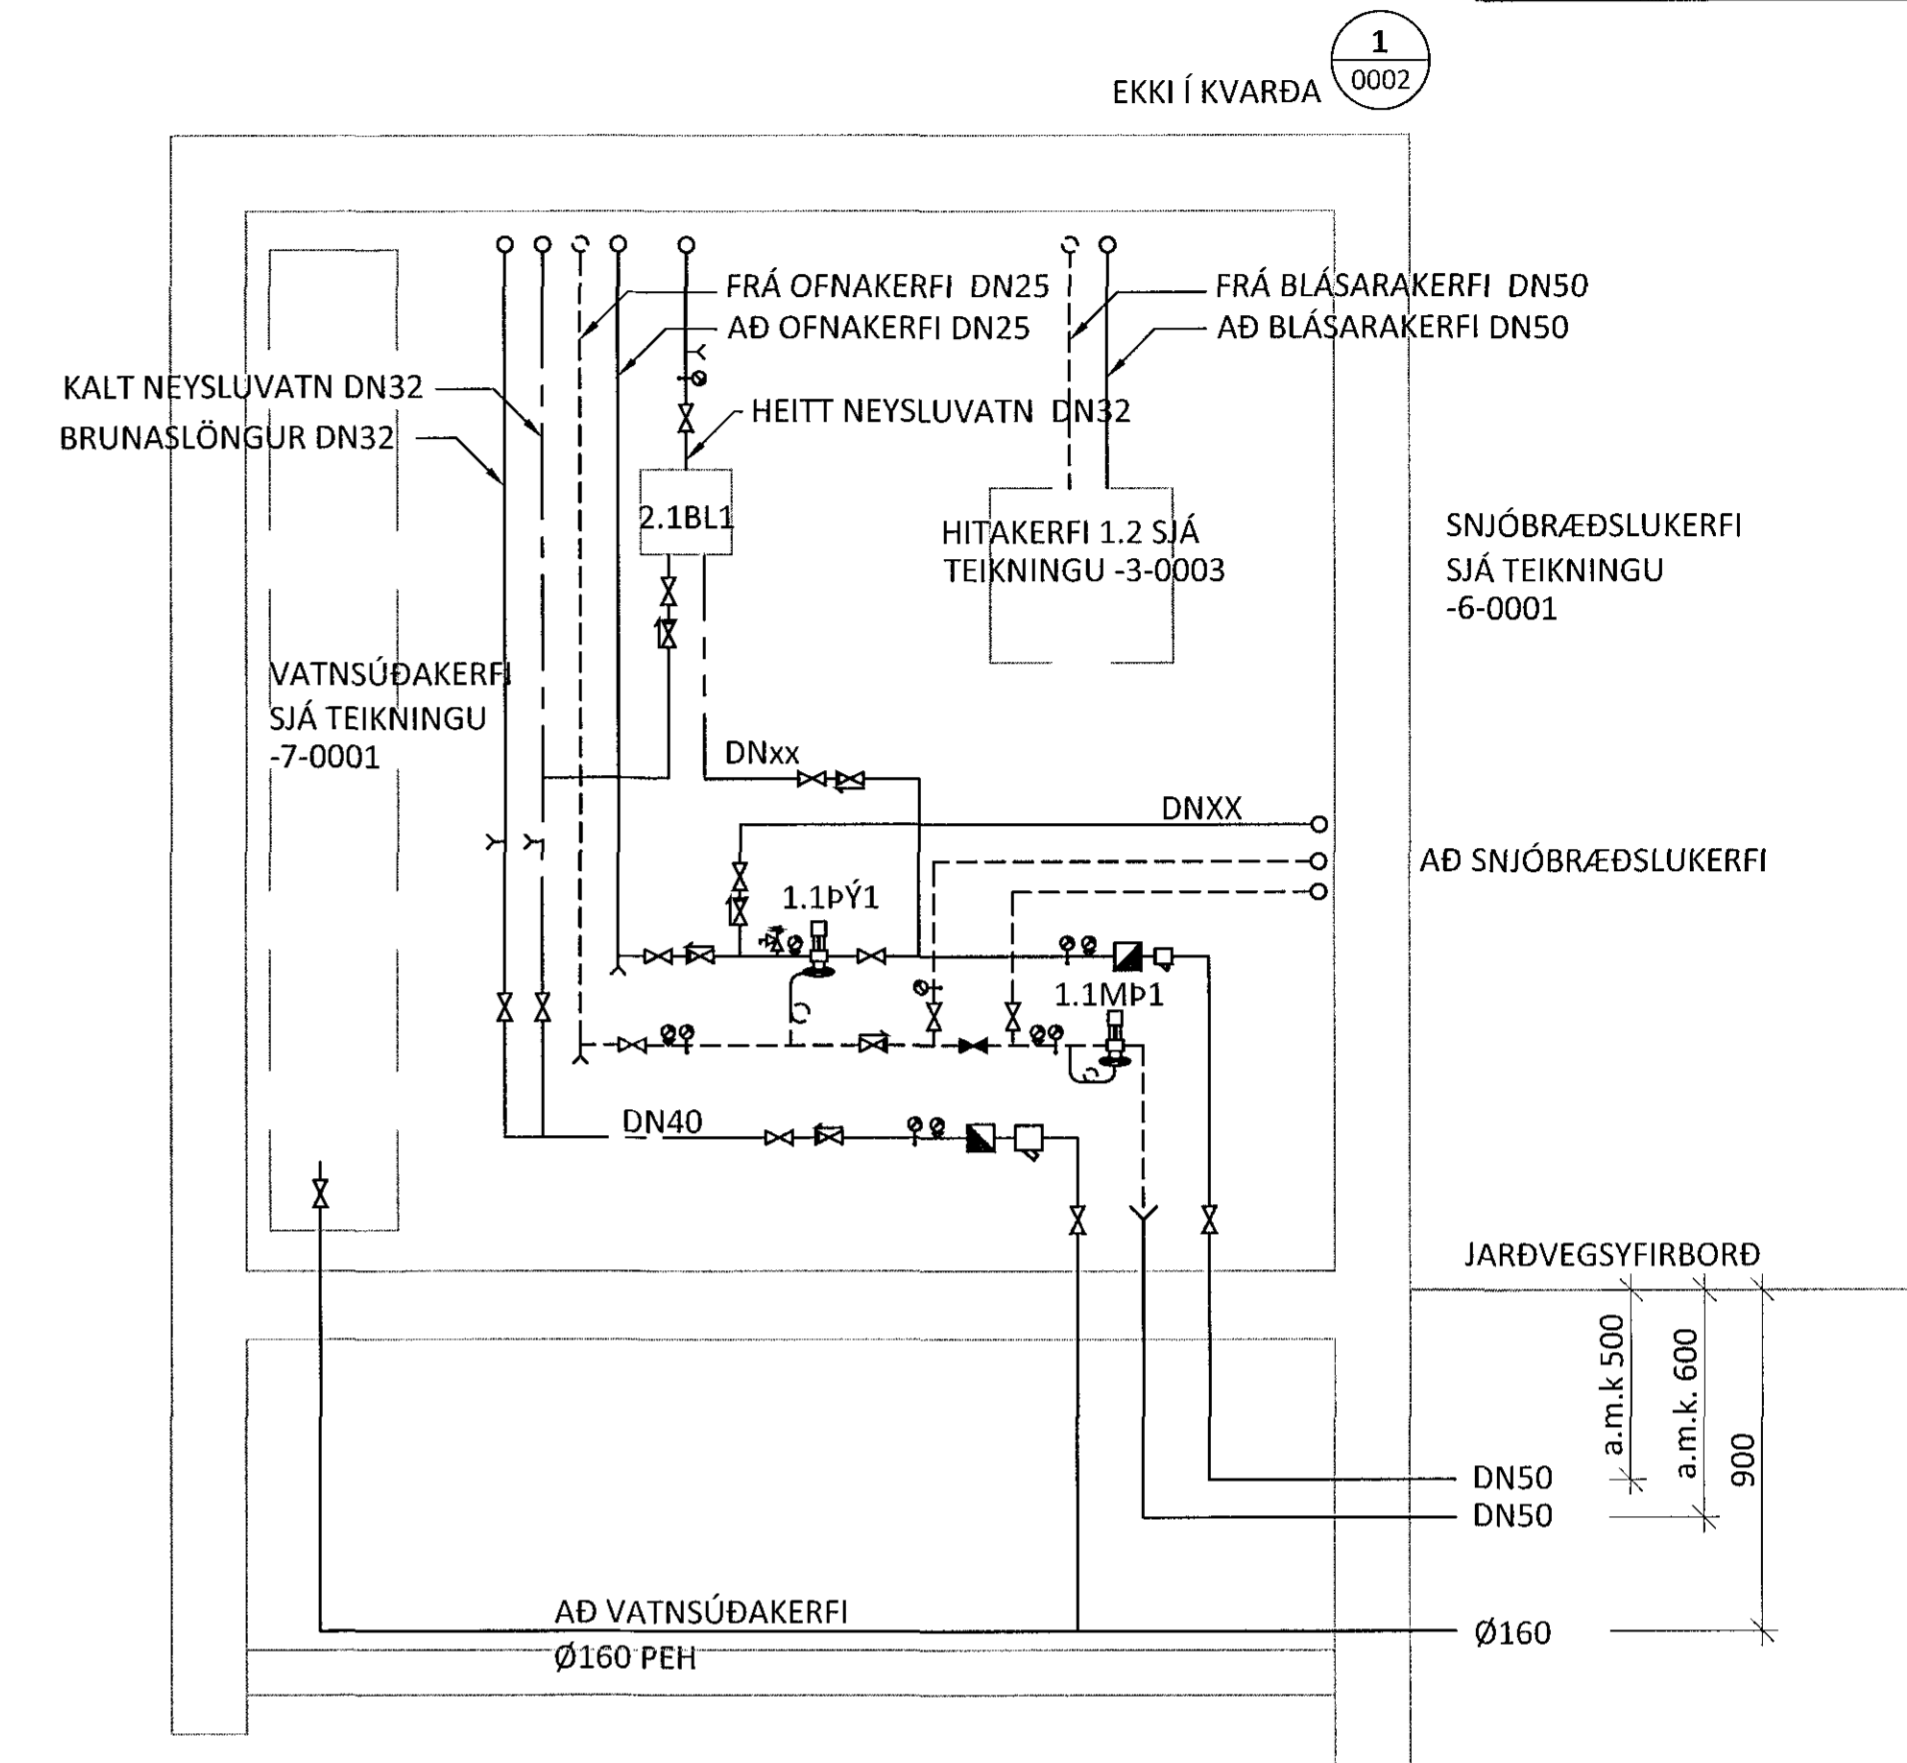 1
0002
EKKI Í KVARÐA
FRÁ OFNAKERFI DN25
AÐ OFNAKERFI DN25
FRÁ BLÁSARAKERFI DN50
AÐ BLÁSARAKERFI DN50
KALT NEYSLUVATN DN32
BRUNASLÖNGUR DN32
HEITT NEYSLUVATN DN32
2.1BL1
HITAKERFI 1.2 SJÁ
TEIKNINGU -3-0003
SNJÓBRÆÐSLUKERFI
SJÁ TEIKNINGU
-6-0001
VATNSÚÐAKERFI
SJÁ TEIKNINGU
-7-0001
DNxx
DNXX
AÐ SNJÓBRÆÐSLUKERFI
1.1ÞÝ1
1.1MÞ1
DN40
JARÐVEGSYFIRBORÐ
a.m.k 500
a.m.k. 600
900
DN50
DN50
AÐ VATNSÚÐAKERFI
Ø160 PEH
Ø160